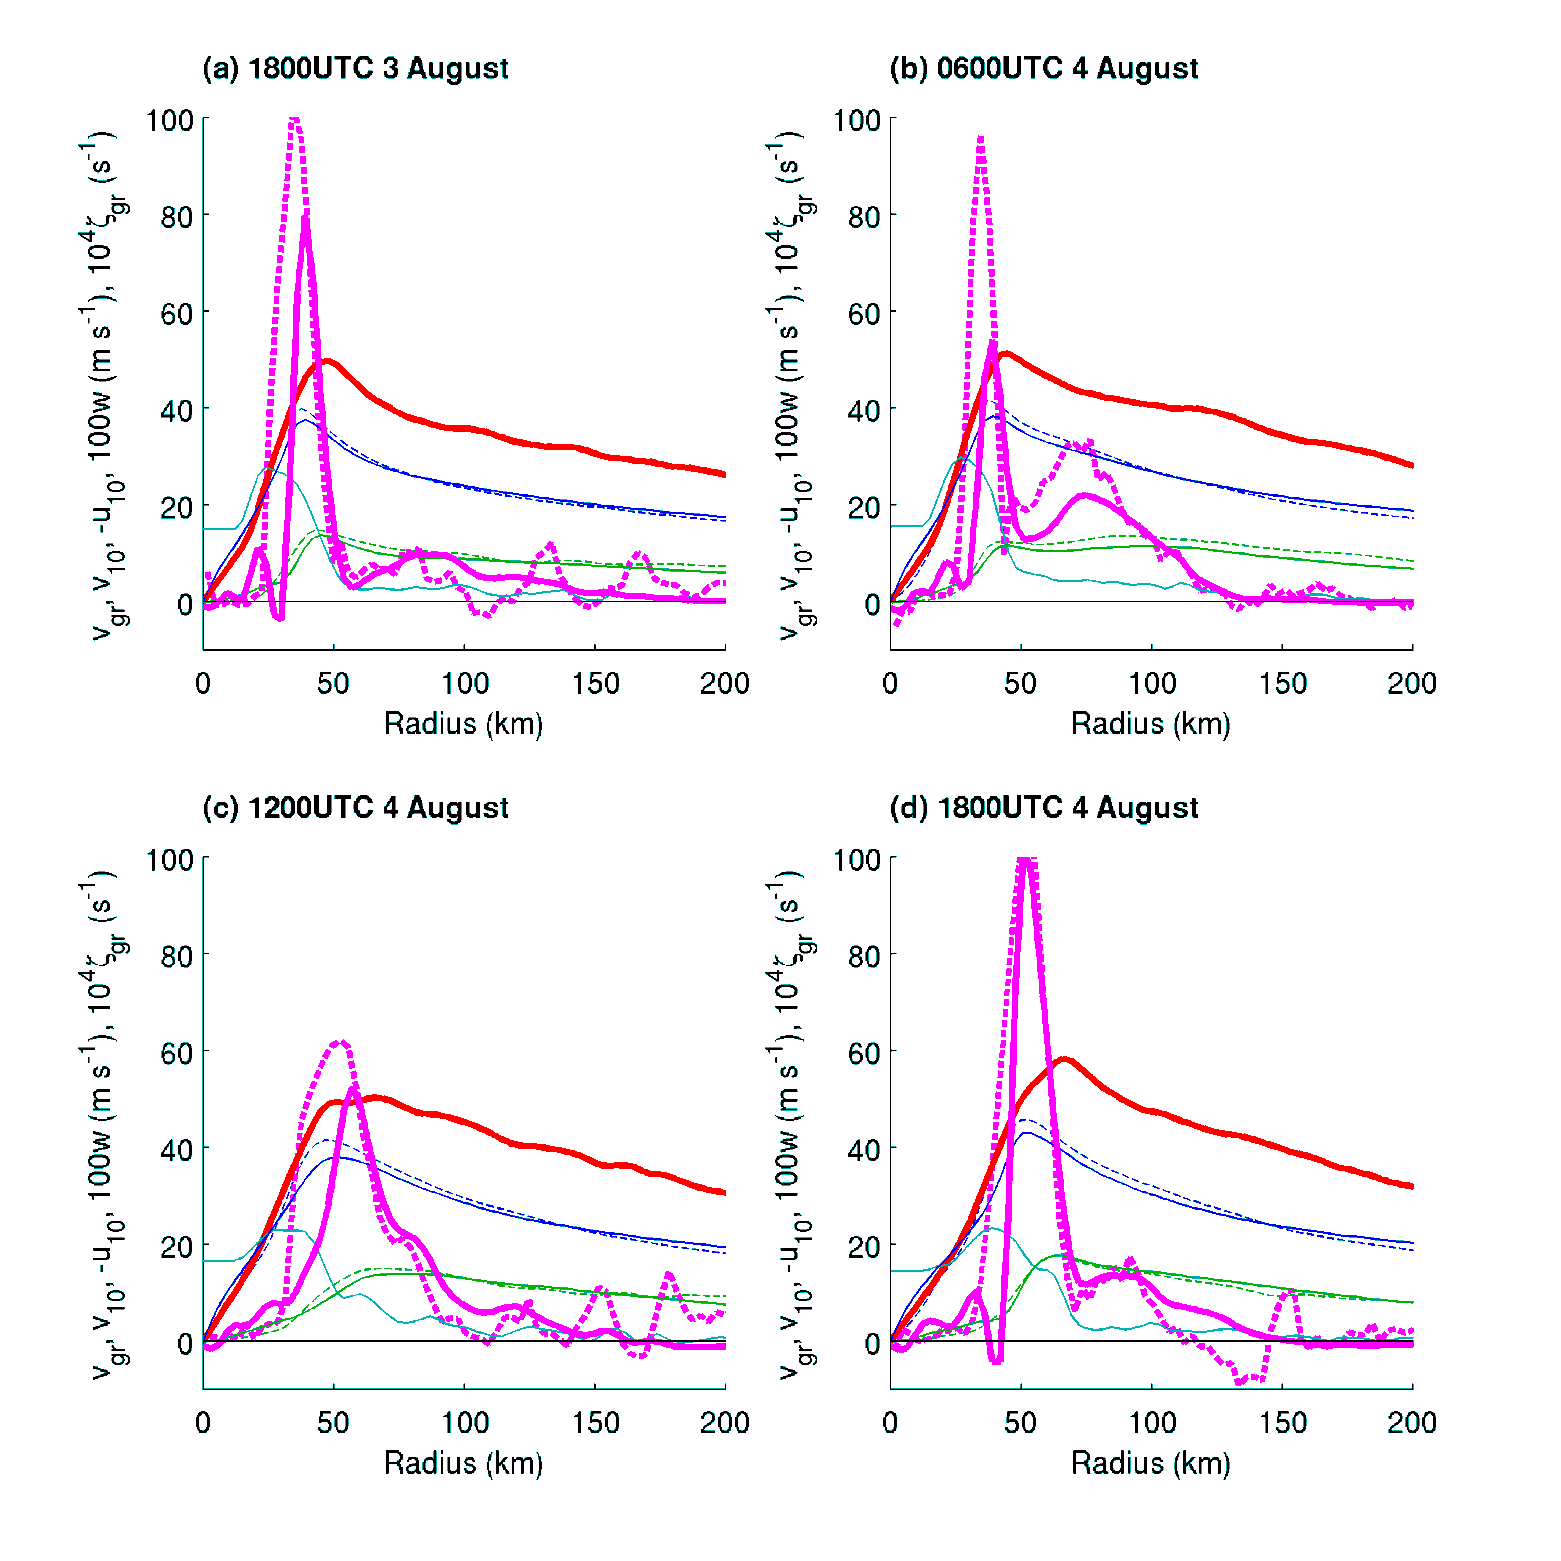 (a) 1800UTC 3 August
v_gr, v_10, -u_10, 100w (m s^-1), 10^4ζ_gr (s^-1)
100
80
60
40
20
0
0 50 100 150 200
Radius (km)
(b) 0600UTC 4 August
v_gr, v_10, -u_10, 100w (m s^-1), 10^4ζ_gr (s^-1)
100
80
60
40
20
0
0 50 100 150 200
Radius (km)
(c) 1200UTC 4 August
v_gr, v_10, -u_10, 100w (m s^-1), 10^4ζ_gr (s^-1)
100
80
60
40
20
0
0 50 100 150 200
Radius (km)
(d) 1800UTC 4 August
v_gr, v_10, -u_10, 100w (m s^-1), 10^4ζ_gr (s^-1)
100
80
60
40
20
0
0 50 100 150 200
Radius (km)